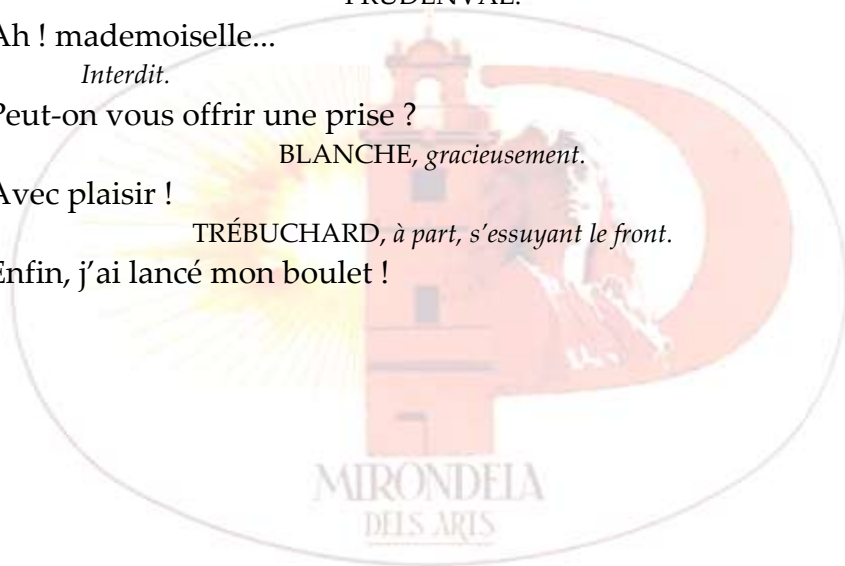 PRUDENVAL.
Ah ! mademoiselle...
Interdit.
Peut-on vous offrir une prise ?
BLANCHE, gracieusement.
Avec plaisir !
TRÉBUCHARD, à part, s'essuyant le front.
Enfin, j'ai lancé mon boulet !
MIRONDELA
DELS ARTS